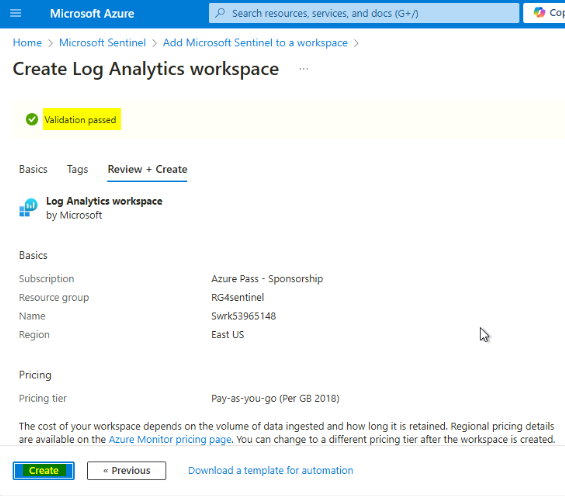 Microsoft Azure
Search resources, services, and docs (G+/)
Cop
Home > Microsoft Sentinel > Add Microsoft Sentinel to a workspace >
Create Log Analytics workspace ...
Validation passed
Basics Tags Review + Create
Log Analytics workspace
by Microsoft
Basics
Subscription Azure Pass - Sponsorship
Resource group RG4sentinel
Name Swrk53965148
Region East US
Pricing
Pricing tier Pay-as-you-go (Per GB 2018)
The cost of your workspace depends on the volume of data ingested and how long it is retained. Regional pricing details
are available on the Azure Monitor pricing page. You can change to a different pricing tier after the workspace is created.
Create « Previous Download a template for automation